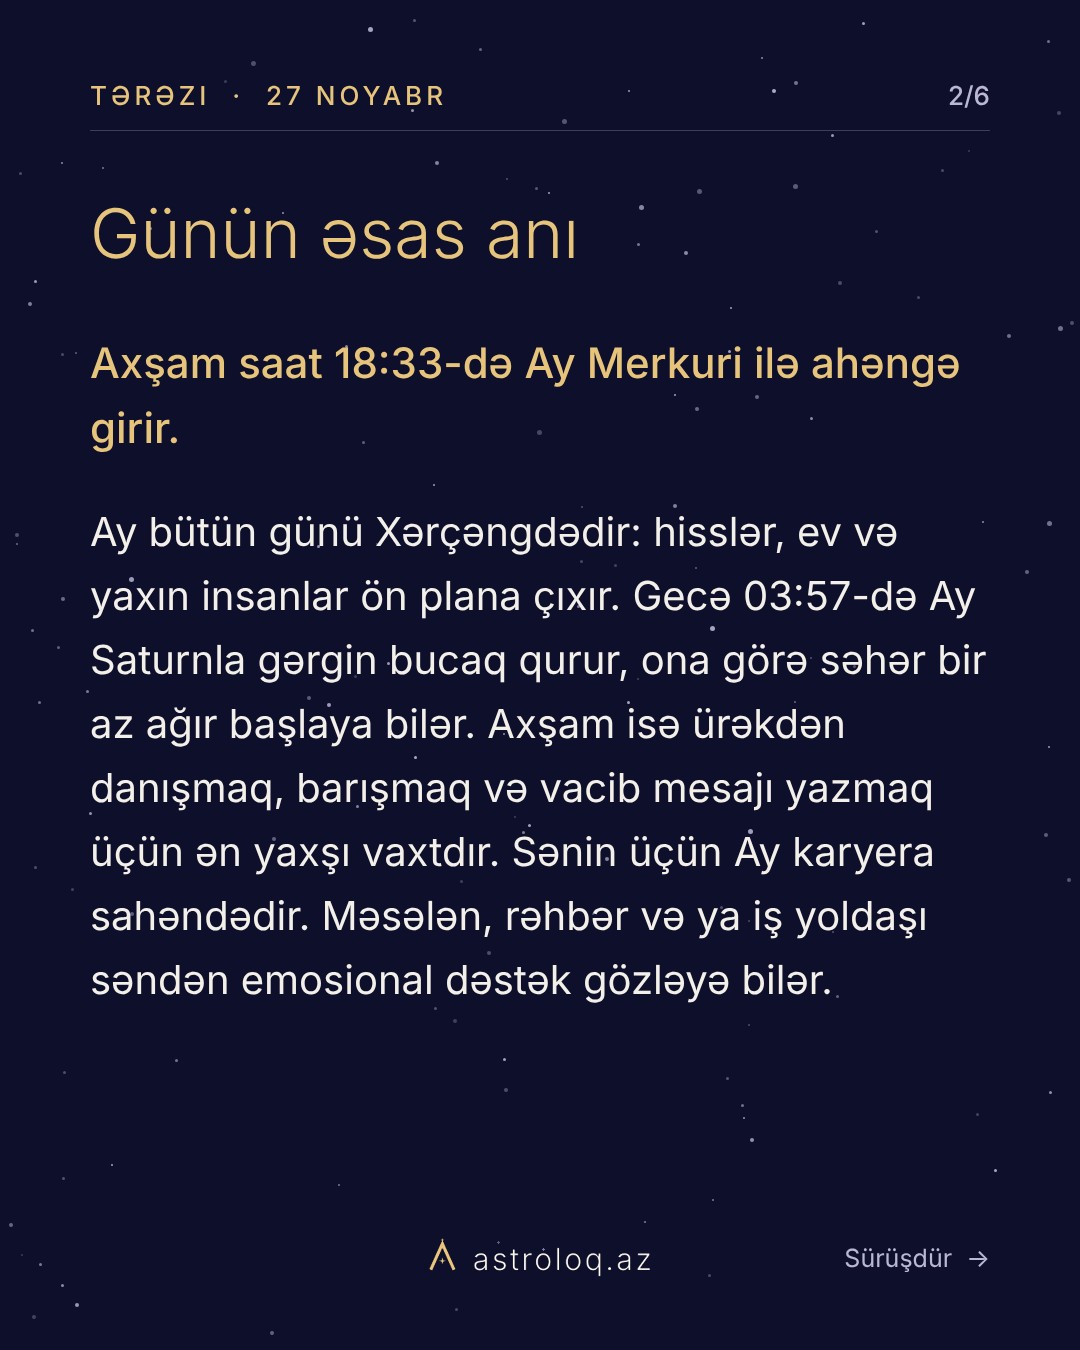 TƏRƏZI · 27 NOYABR
2/6
Günün əsas anı
Axşam saat 18:33-də Ay Merkuri ilə ahəngə
girir.
Ay bütün günü Xərçəngdədir: hisslər, ev və
yaxın insanlar ön plana çıxır. Gecə 03:57-də Ay
Saturnla gərgin bucaq qurur, ona görə səhər bir
az ağır başlaya bilər. Axşam isə ürəkdən
danışmaq, barışmaq və vacib mesajı yazmaq
üçün ən yaxşı vaxtdır. Sənin üçün Ay karyera
sahəndədir. Məsələn, rəhbər və ya iş yoldaşı
səndən emosional dəstək gözləyə bilər.
astroloq.az
Sürüşdür →